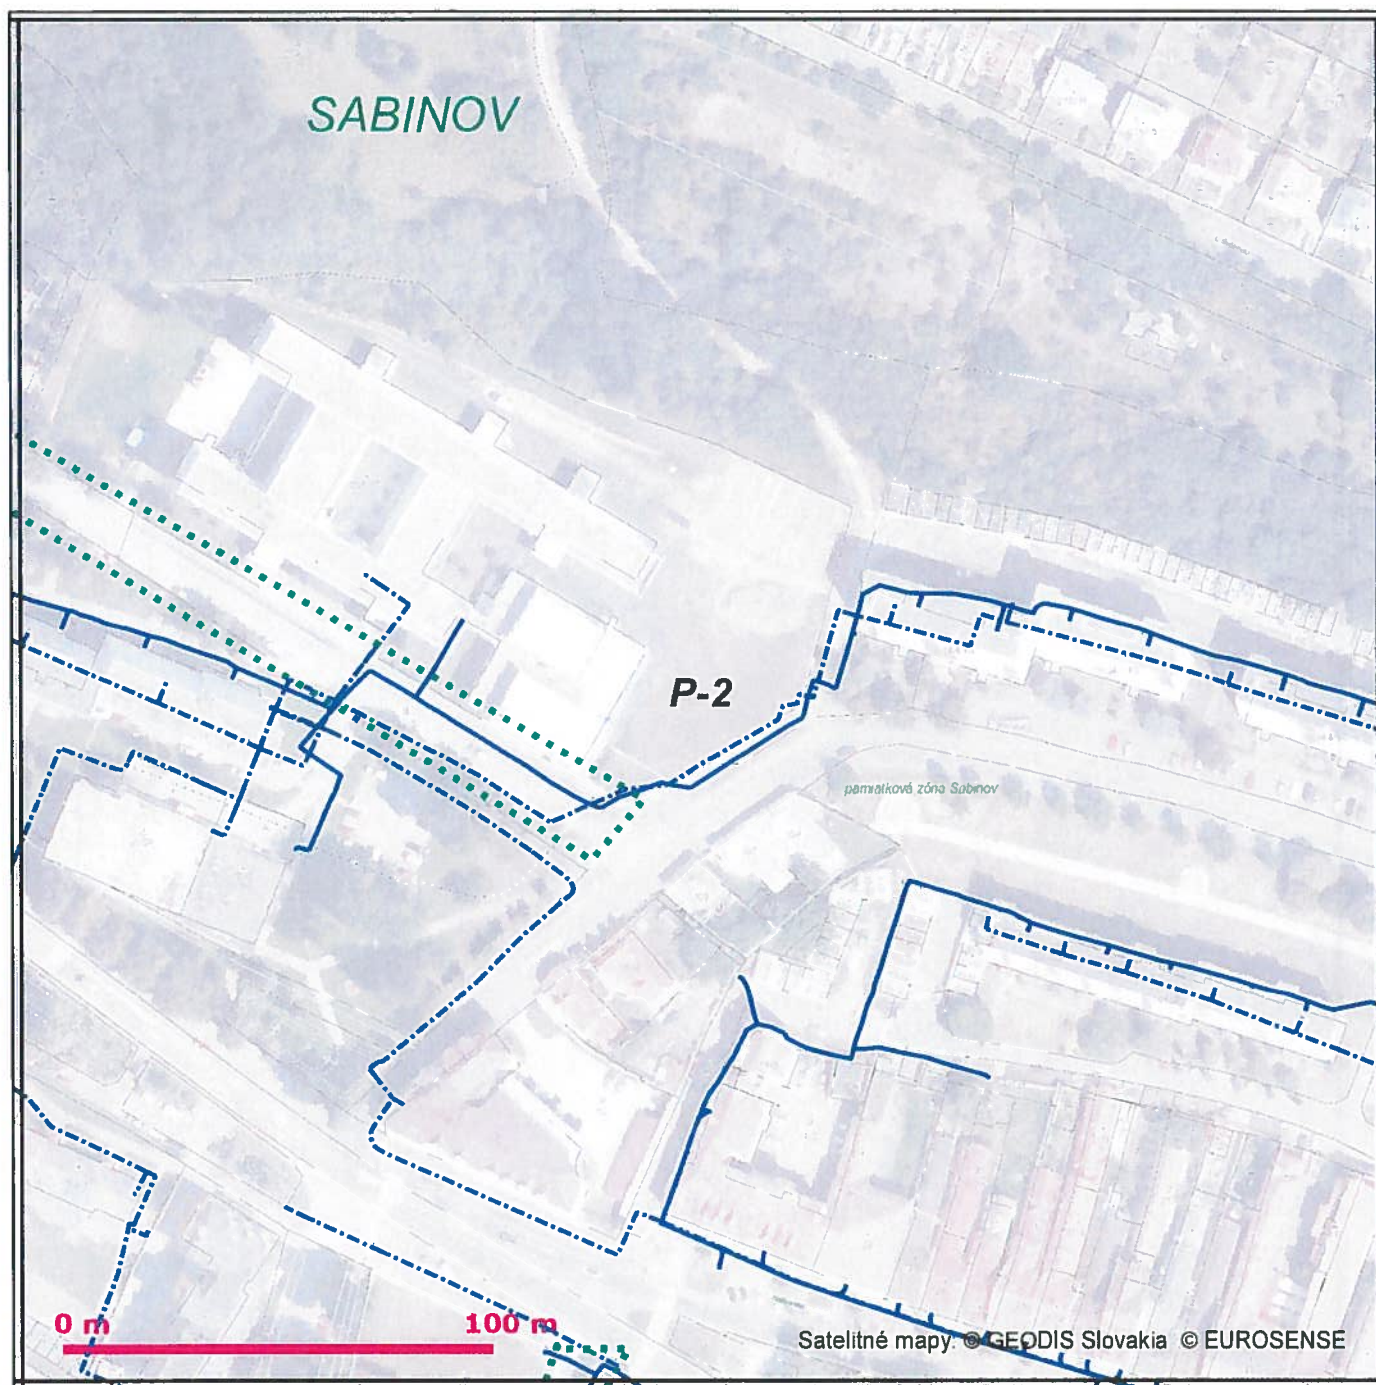 SABINOV
P-2
pamiatková zóna Sabinov
0 m 100 m
Satelitné mapy: © GEODIS Slovakia © EUROSENSE